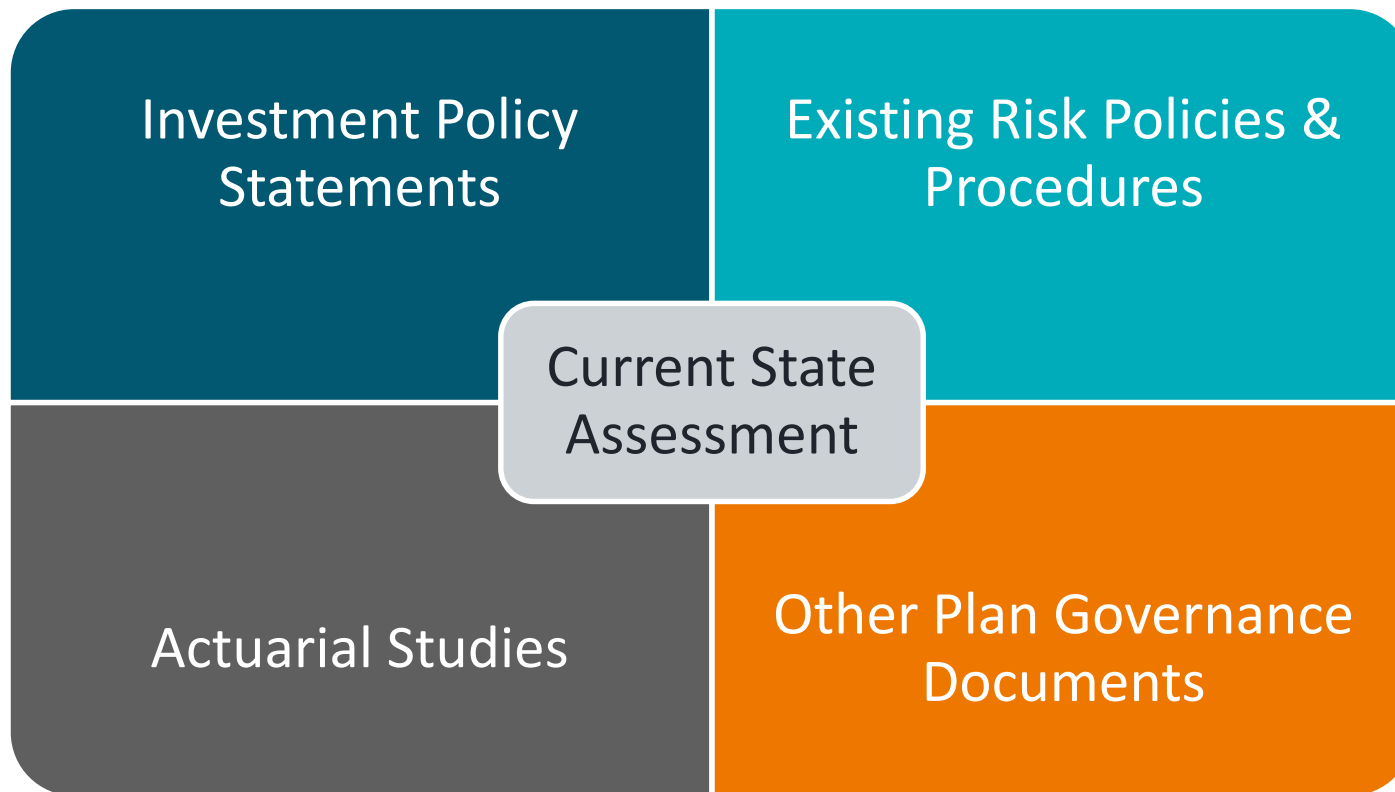 Investment Policy
Statements
Existing Risk Policies &
Procedures
Current State
Assessment
Actuarial Studies
Other Plan Governance
Documents